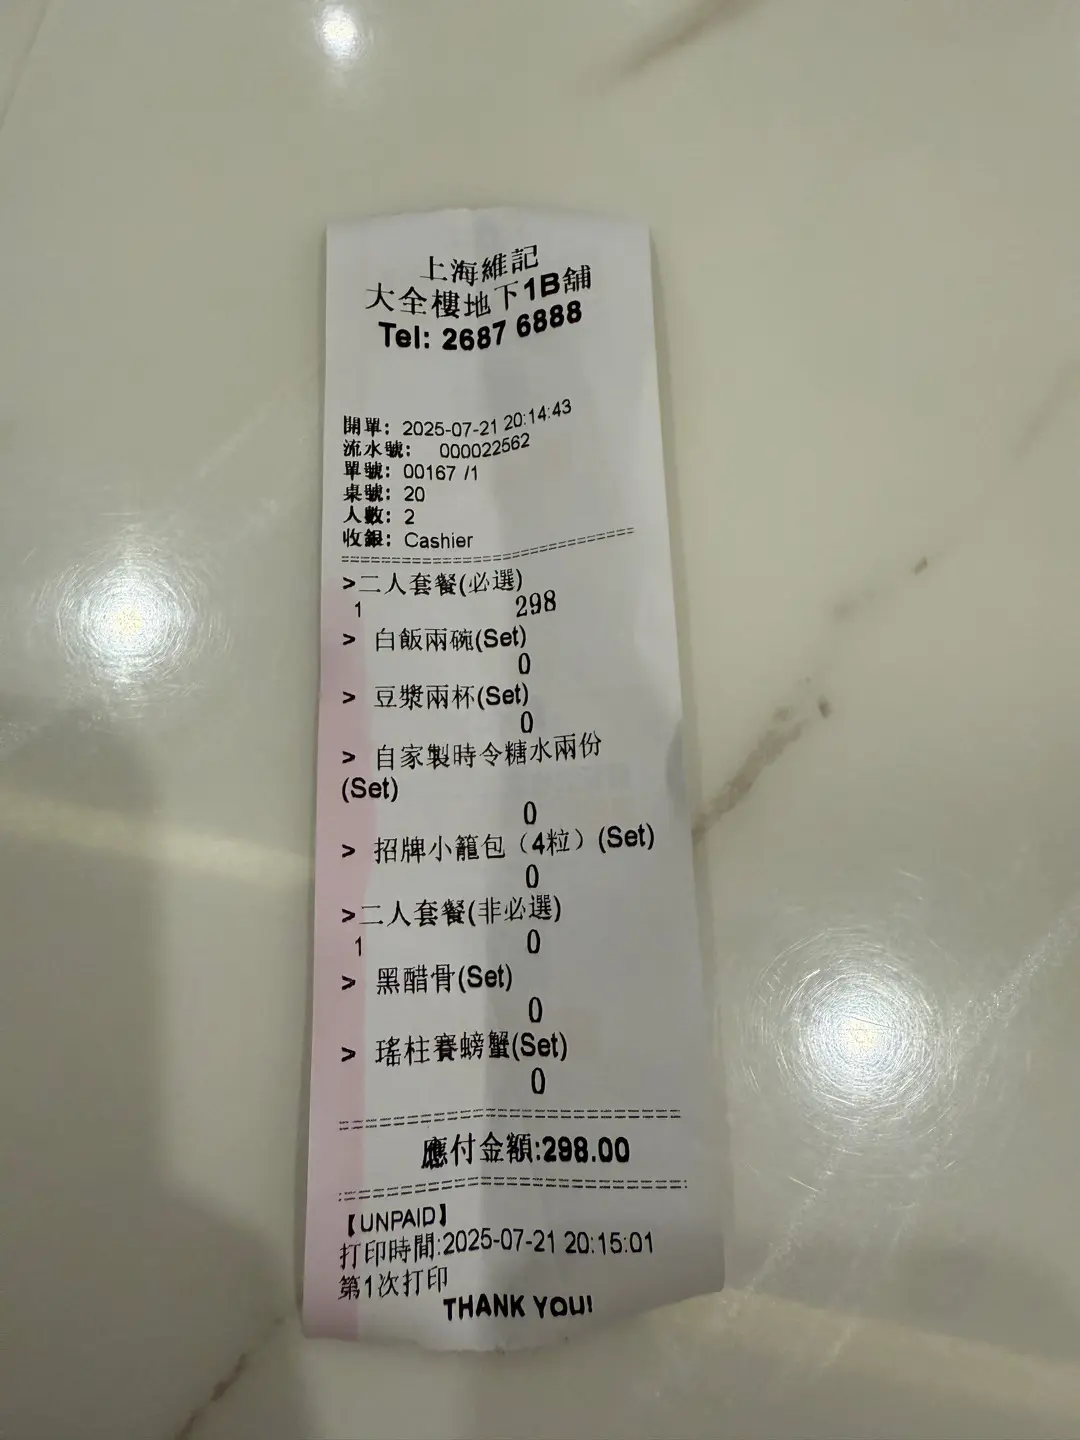 上海維記
大全樓地下1B舖
Tel: 2687 6888
開單: 2025-07-21 20:14:43
流水號: 000022562
單號: 00167 /1
桌號: 20
人數: 2
收銀: Cashier
>二人套餐(必選)
1 298
> 白飯兩碗(Set)
0
> 豆漿兩杯(Set)
0
> 自家製時令糖水兩份
(Set)
0
> 招牌小籠包（4粒）(Set)
0
>二人套餐(非必選)
1 0
> 黑醋骨(Set)
0
> 瑤柱賽螃蟹(Set)
0
應付金額:298.00
【UNPAID】
打印時間:2025-07-21 20:15:01
第1次打印
THANK YOU!